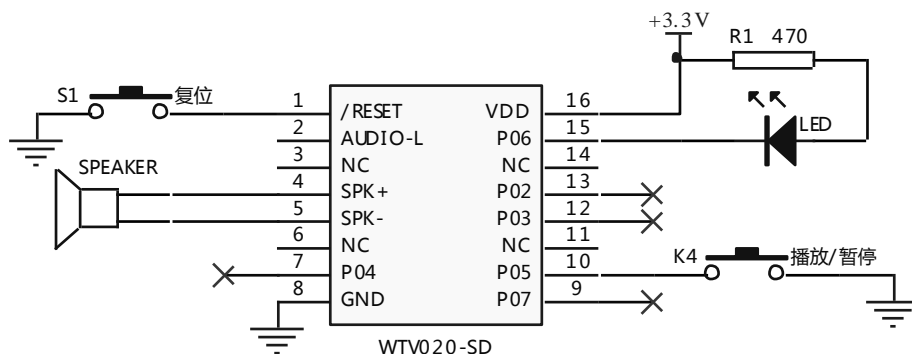 +3.3V
R1 470
S1 复位
1 /RESET VDD 16
2 AUDIO-L P06 15 LED
3 NC NC 14
SPEAKER
4 SPK+ P02 13
5 SPK- P03 12
6 NC NC 11
7 P04 P05 10 K4 播放/暂停
8 GND P07 9
WTV020-SD